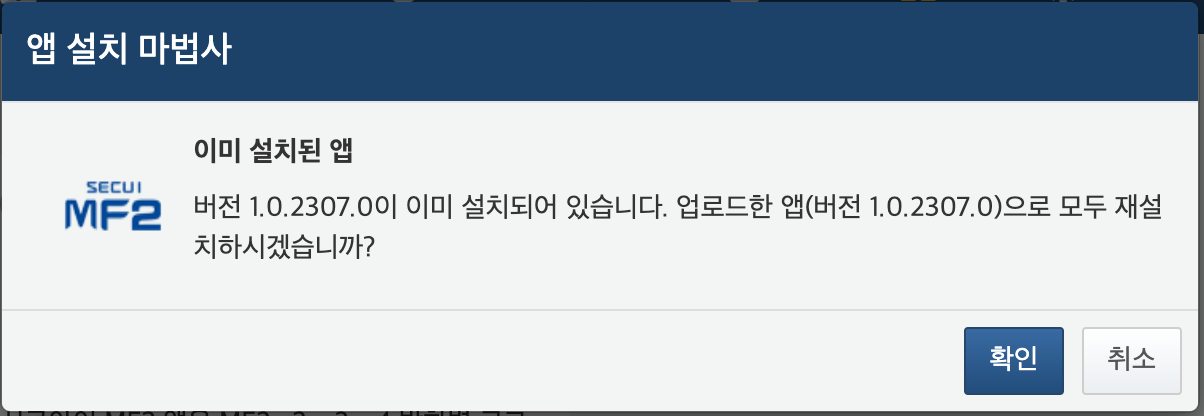 앱 설치 마법사
이미 설치된 앱
SECUI
MF2
버전 1.0.2307.0이 이미 설치되어 있습니다. 업로드한 앱(버전 1.0.2307.0)으로 모두 재설
치하시겠습니까?
확인
취소